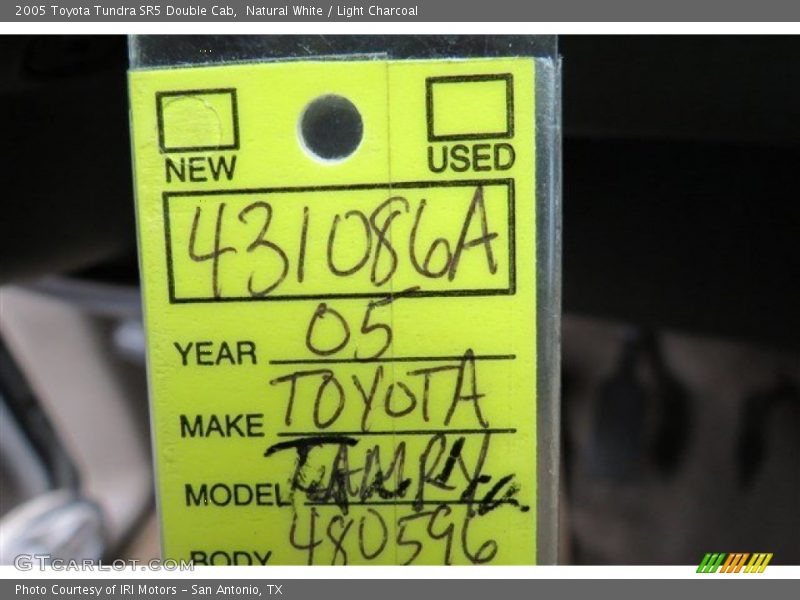 2005 Toyota Tundra SR5 Double Cab, Natural White / Light Charcoal
NEW USED
431086A
YEAR 05
MAKE TOYOTA
MODEL
BODY 480596
GTCarLot.com
Photo Courtesy of IRI Motors - San Antonio, TX